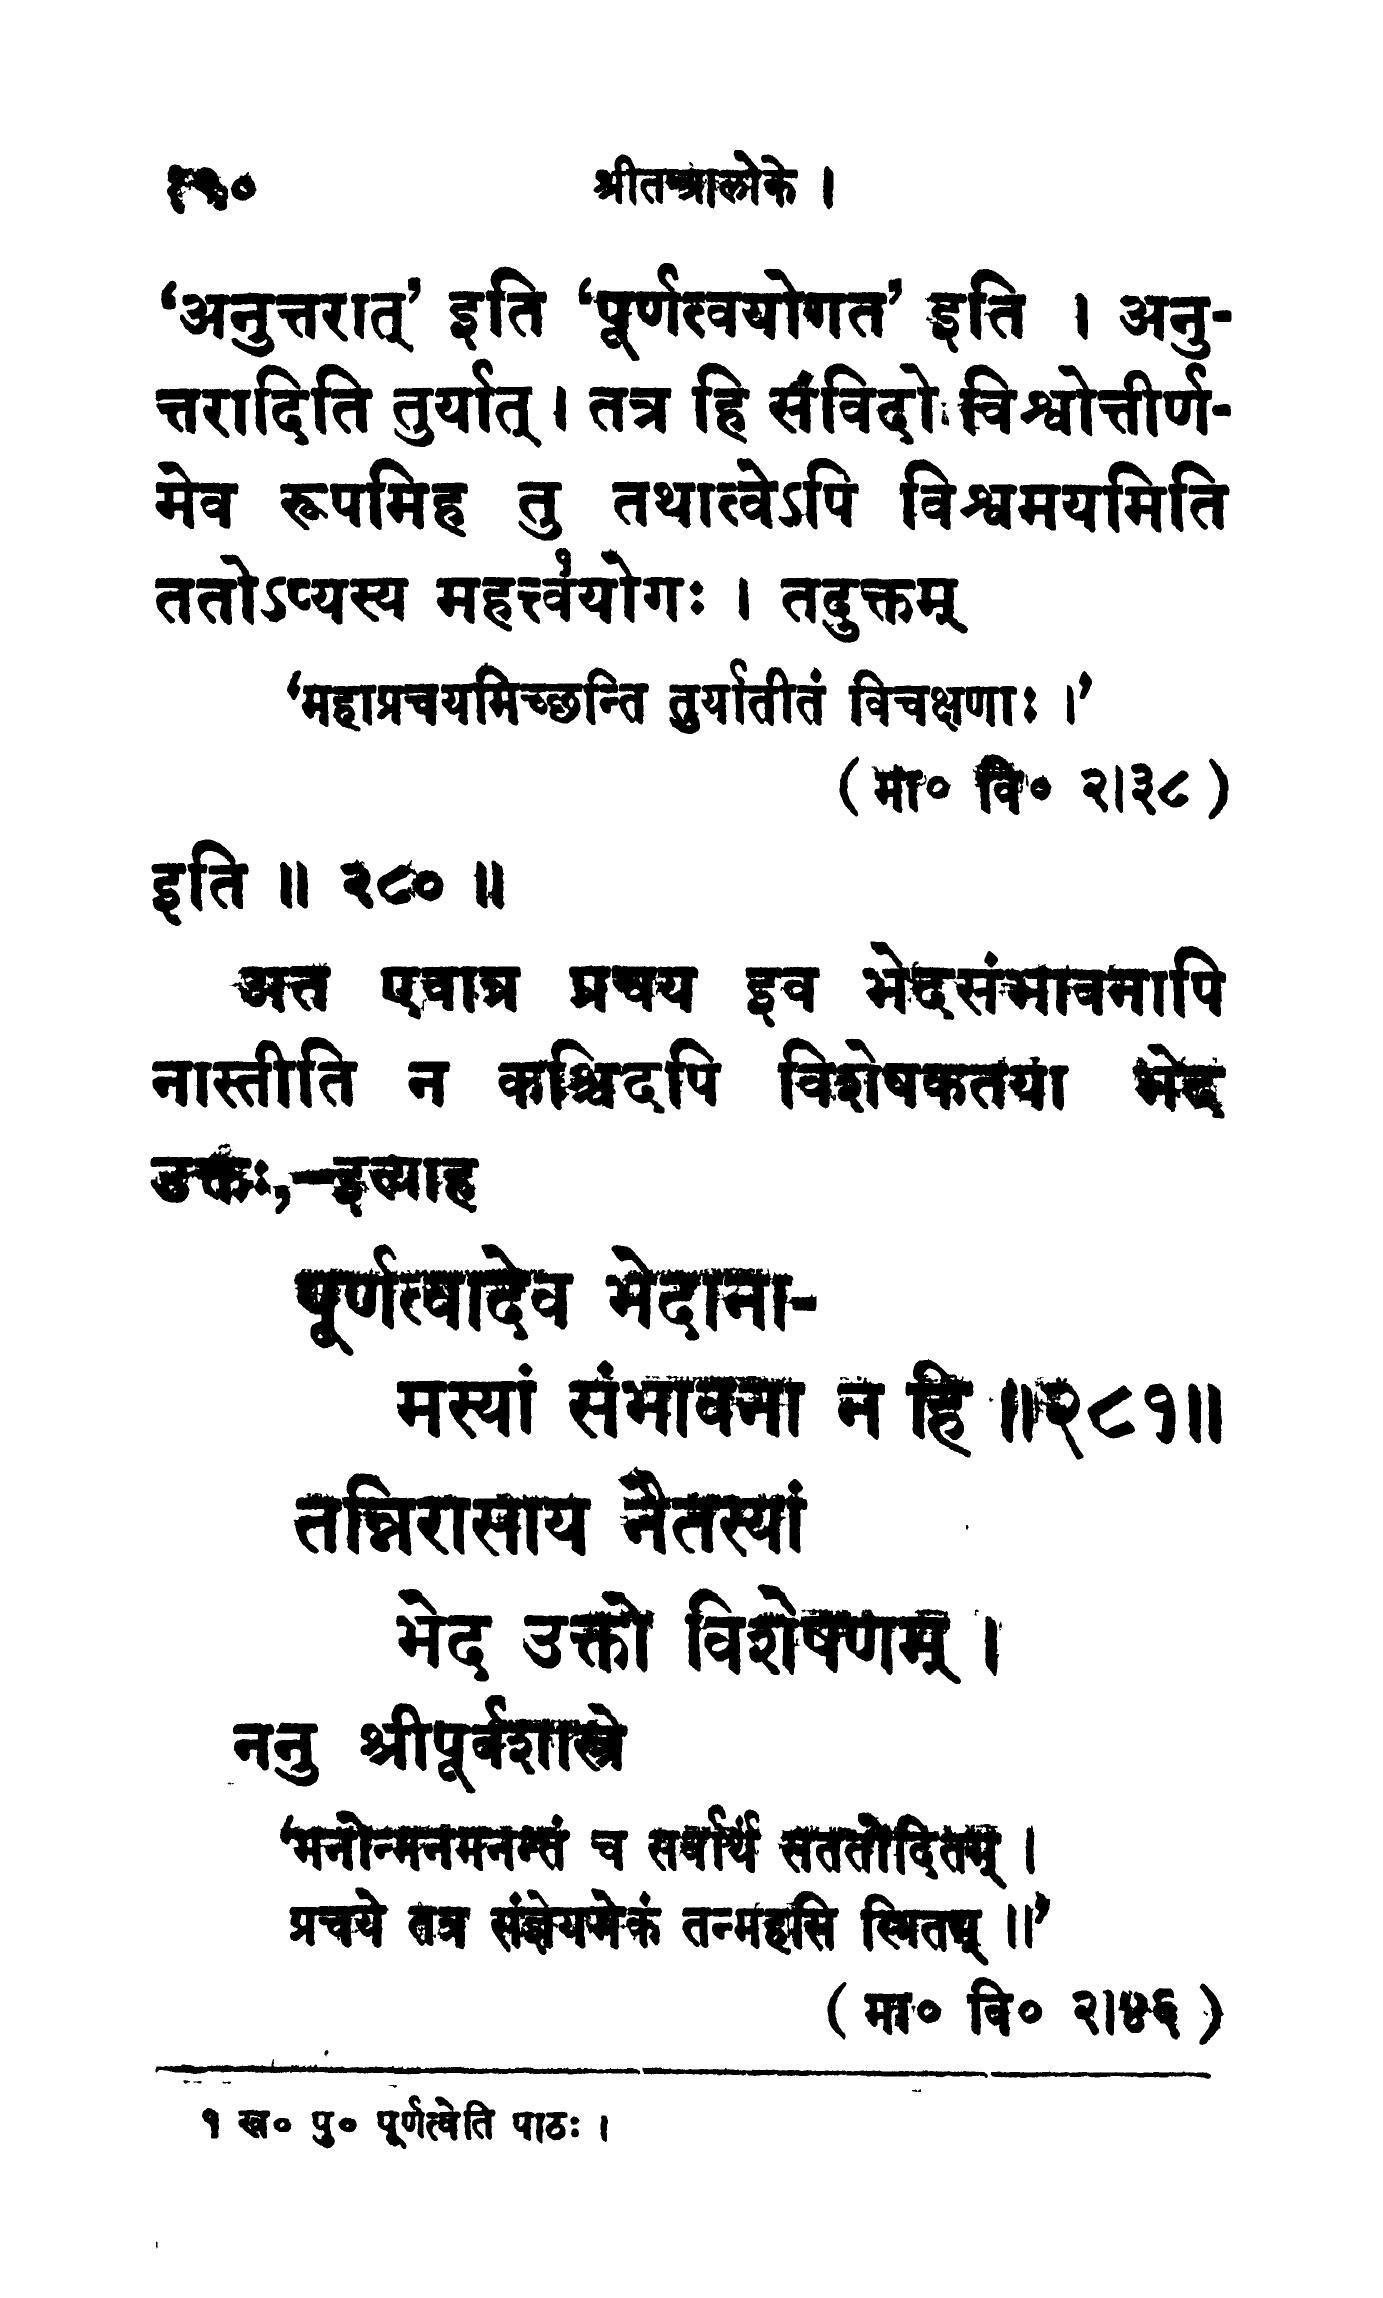 १९० श्रीतन्त्रालोके ।
‘अनुत्तरात्’ इति ‘पूर्णत्वयोगत’ इति । अनु-
त्तरादिति तुर्यात् । तत्र हि संविदो विश्वोत्तीर्ण-
मेव रूपमिह तु तथात्वेऽपि विश्वमयमिति
ततोऽप्यस्य महत्त्व१योगः । तदुक्तम्
‘महाप्रचयमिच्छन्ति तुर्यातीतं विचक्षणाः ।’
( मा० वि० २।३८ )
इति ॥ २८० ॥
अत एवात्र प्रचय इव भेदसंभावनापि
नास्तीति न कश्चिदपि विशेषकतया भेद
उक्तः,—इत्याह
पूर्णत्वादेव भेदाना-
मस्यां संभावना न हि ॥२८१॥
तन्निरासाय नैतस्यां
भेद उक्तो विशेषणम् ।
ननु श्रीपूर्वशास्त्रे
‘मनोन्मनमनन्तं च सर्वार्थं सततोदितम् ।
प्रचये तत्र संज्ञेयमेकं तन्महसि स्थितम् ॥’
( मा० वि० २।४६ )
१ ख० पु० पूर्णत्वेति पाठः ।